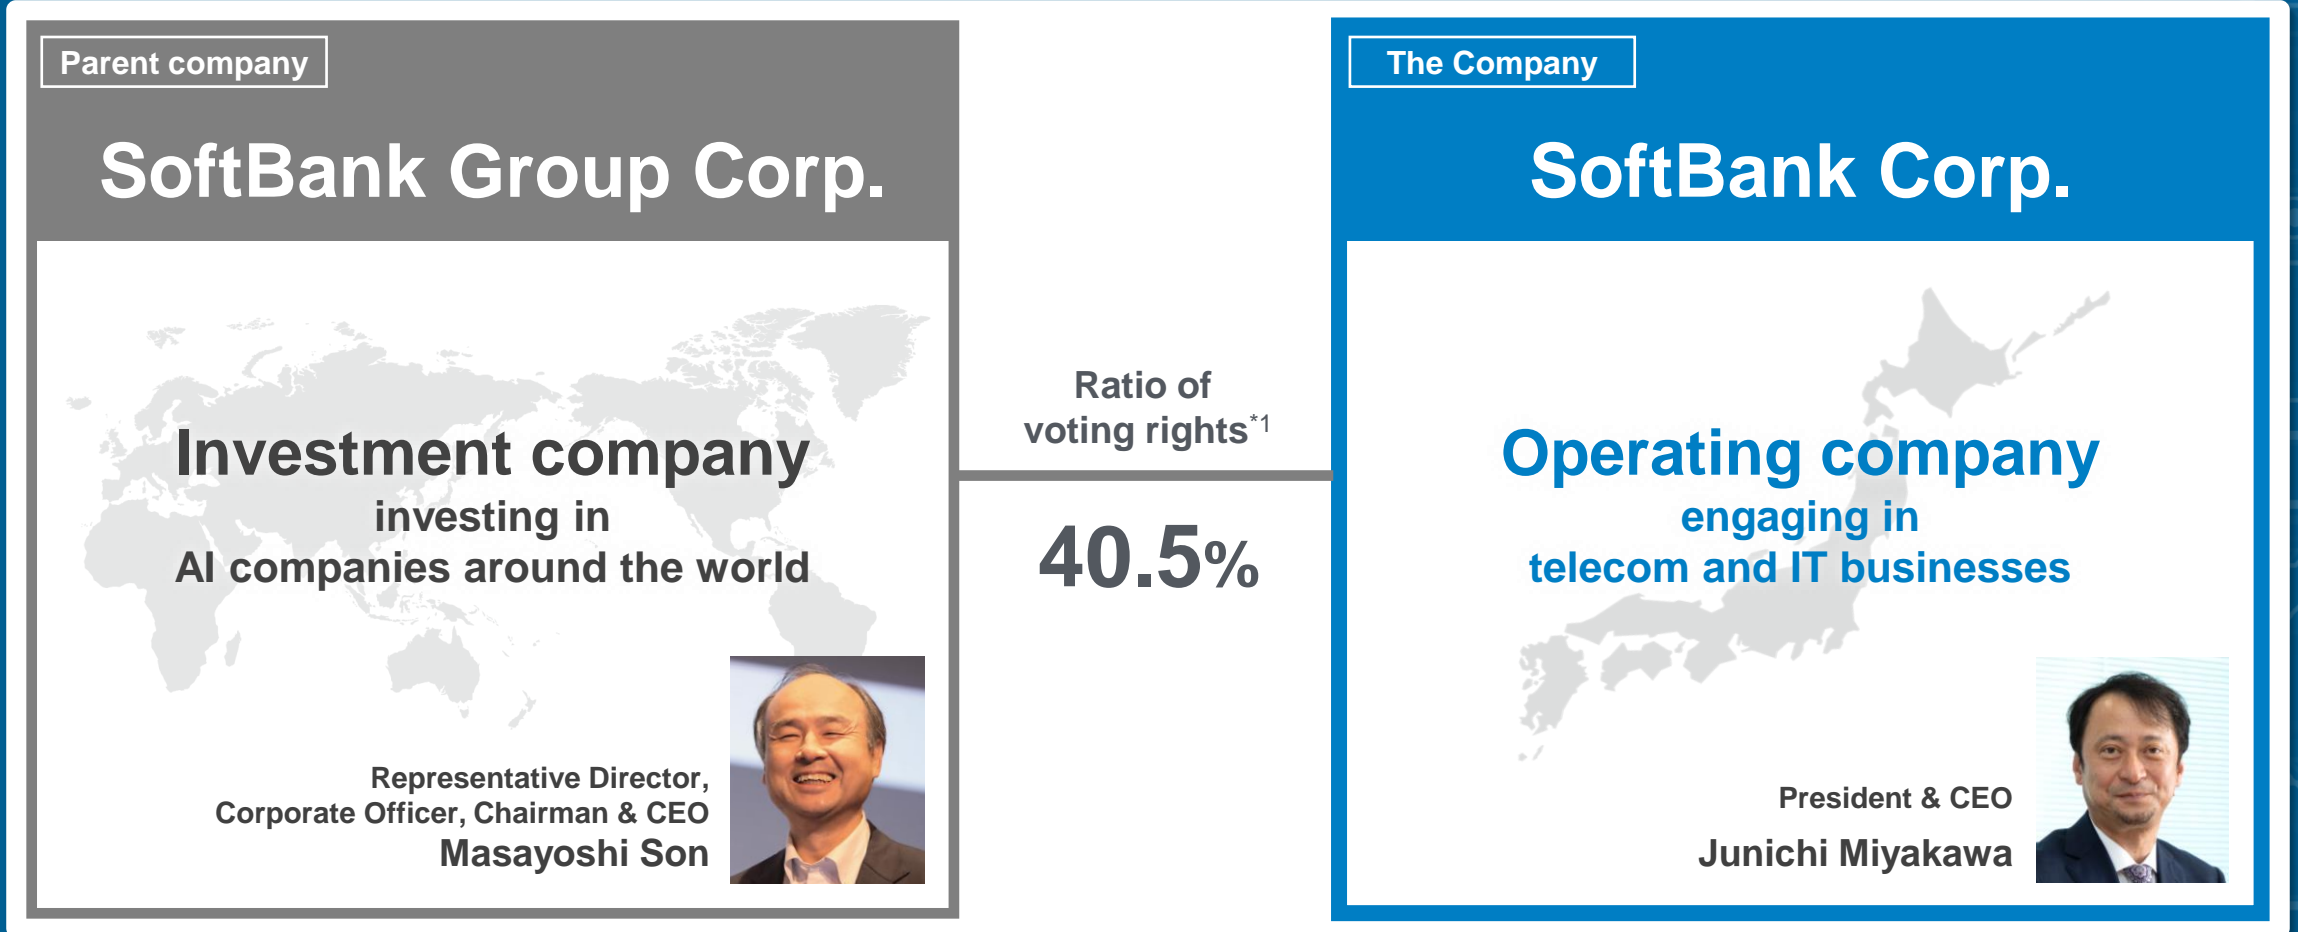 Parent company
SoftBank Group Corp.
Investment company
investing in
AI companies around the world
Representative Director,
Corporate Officer, Chairman & CEO
Masayoshi Son
Ratio of
voting rights*1
40.5%
The Company
SoftBank Corp.
Operating company
engaging in
telecom and IT businesses
President & CEO
Junichi Miyakawa